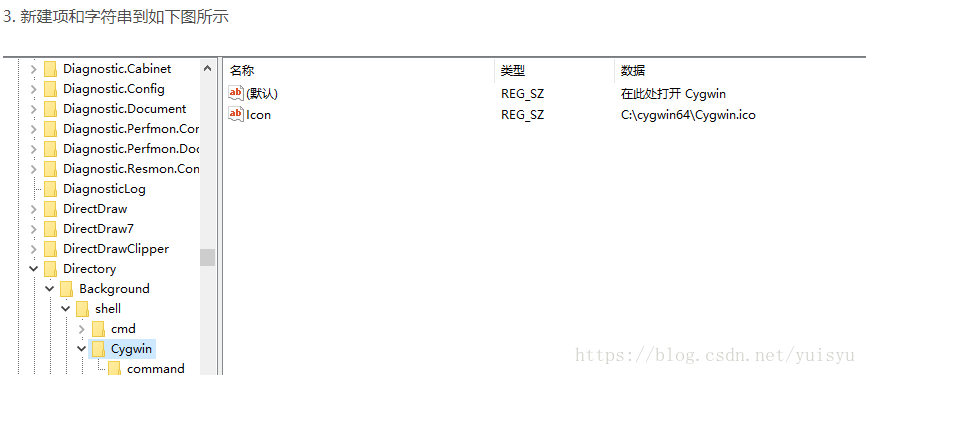 3. 新建项和字符串到如下图所示
Diagnostic.Cabinet
Diagnostic.Config
Diagnostic.Document
Diagnostic.Perfmon.Cor
Diagnostic.Perfmon.Doc
Diagnostic.Resmon.Con
DiagnosticLog
DirectDraw
DirectDraw7
DirectDrawClipper
Directory
Background
shell
cmd
Cygwin
command
名称 类型 数据
ab (默认) REG_SZ 在此处打开 Cygwin
ab Icon REG_SZ C:\cygwin64\Cygwin.ico
https://blog.csdn.net/yuisyu